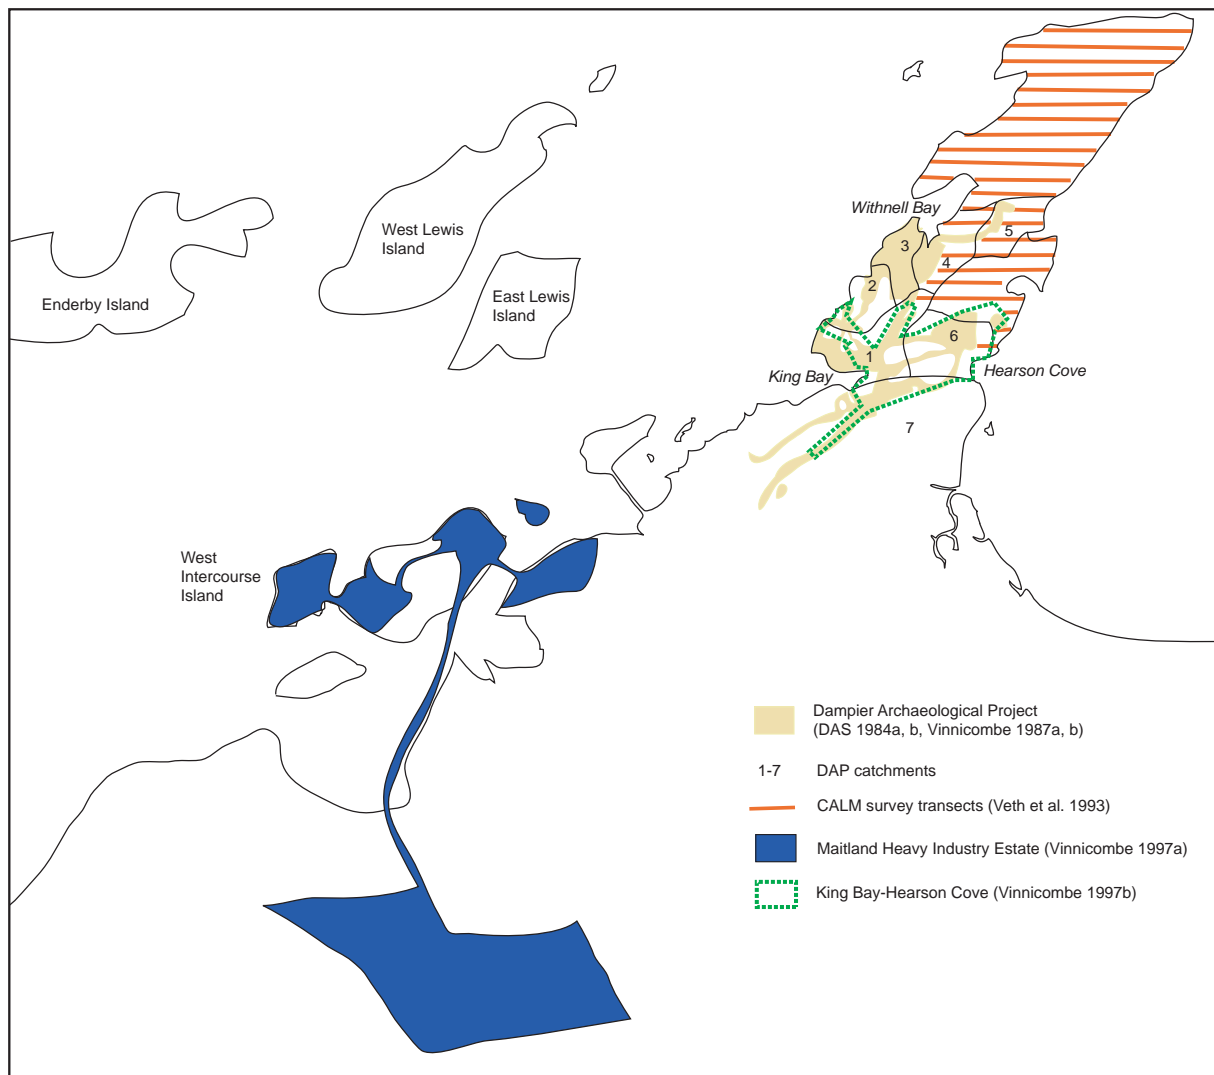 West Lewis
Island
Enderby Island
East Lewis
Island
Withnell Bay
5
3
4
2
6
1
King Bay
Hearson Cove
7
West
Intercourse
Island
Dampier Archaeological Project
(DAS 1984a, b, Vinnicombe 1987a, b)
1-7 DAP catchments
CALM survey transects (Veth et al. 1993)
Maitland Heavy Industry Estate (Vinnicombe 1997a)
King Bay-Hearson Cove (Vinnicombe 1997b)